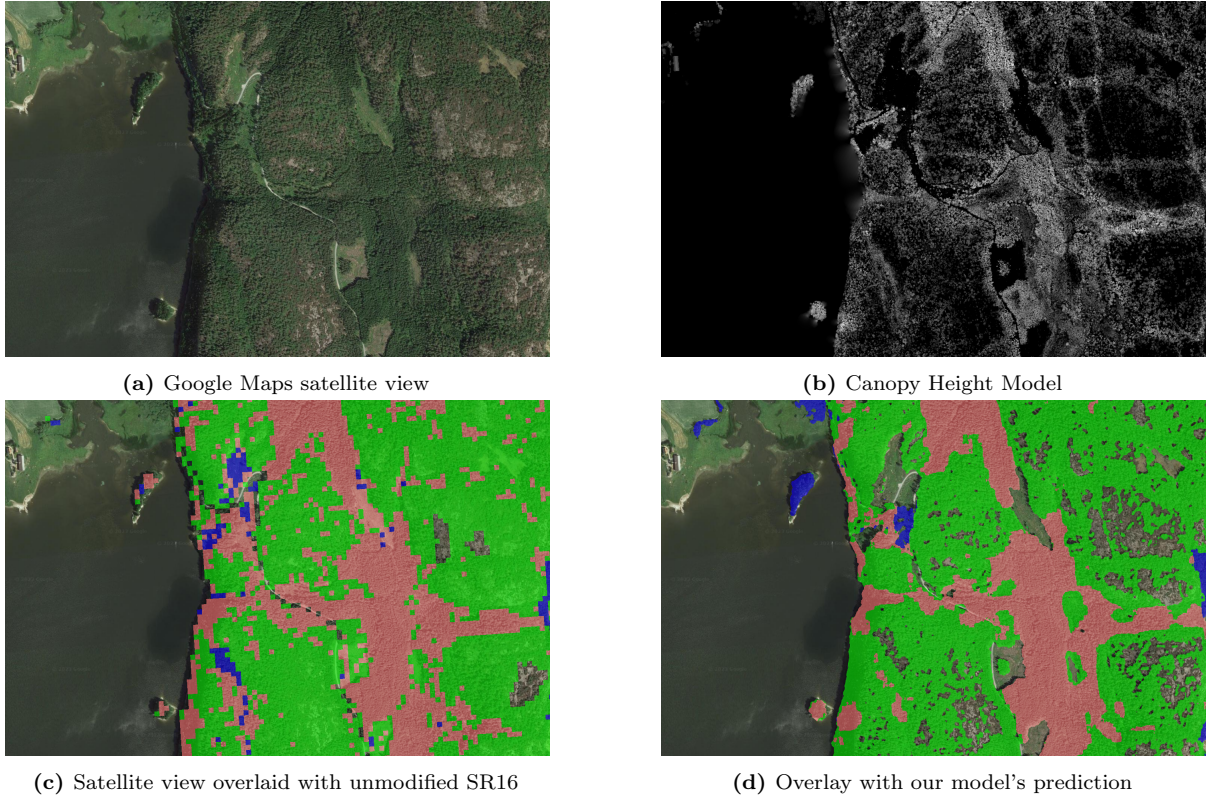 (a) Google Maps satellite view
(b) Canopy Height Model
(c) Satellite view overlaid with unmodified SR16
(d) Overlay with our model's prediction